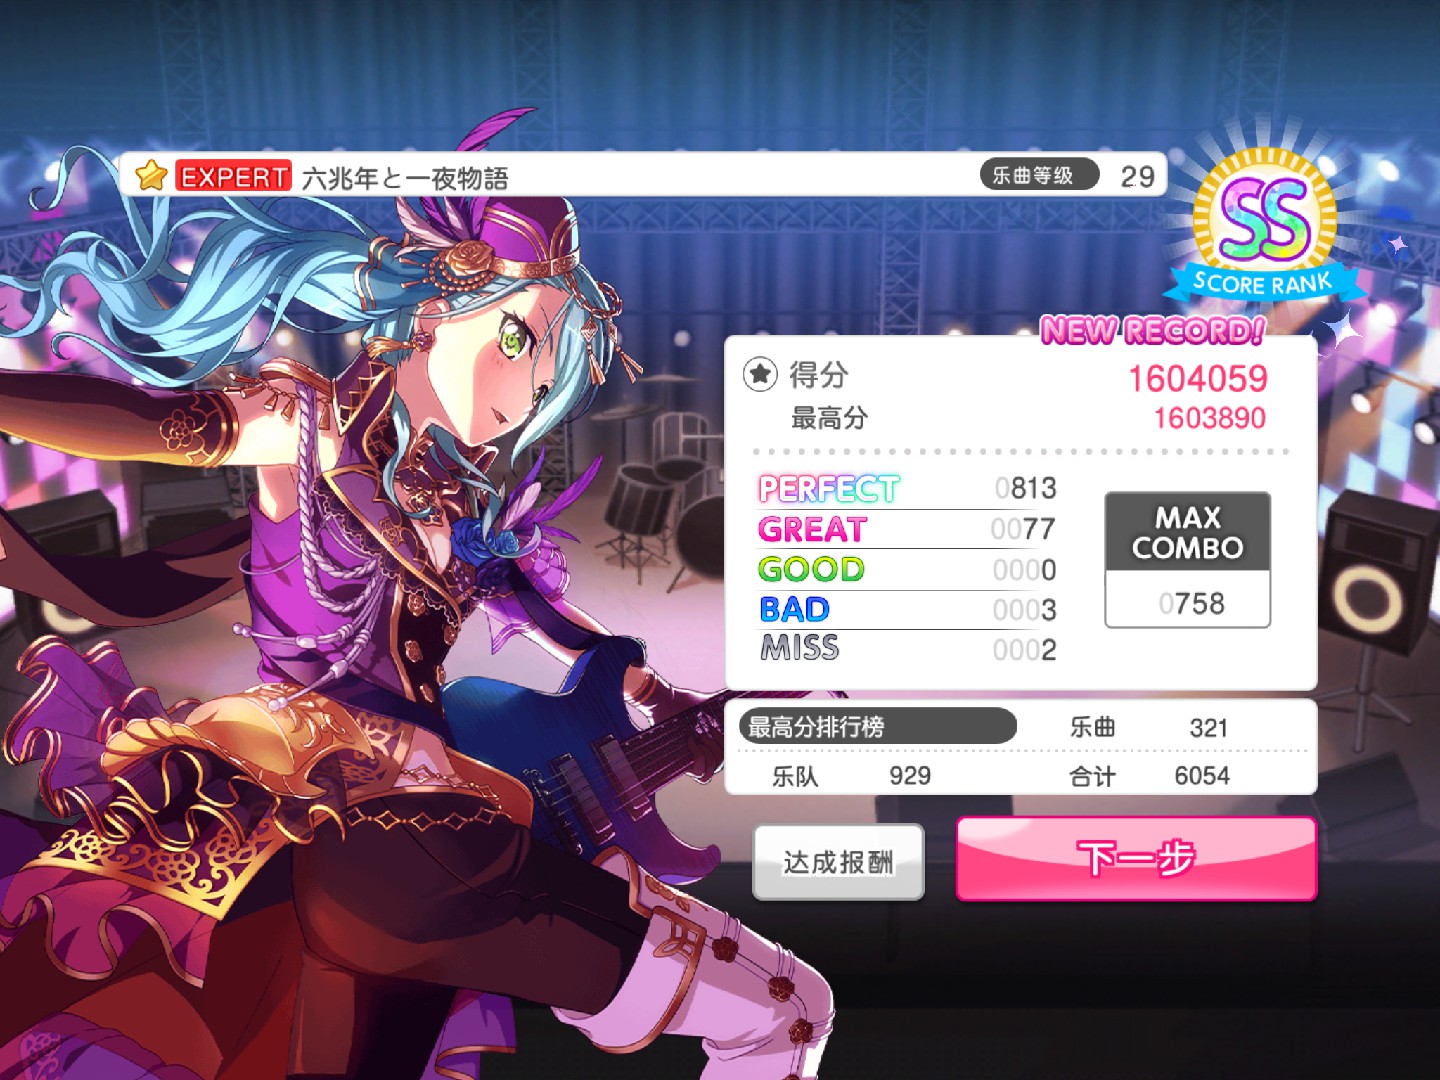 EXPERT 六兆年と一夜物語 乐曲等级 29
SS
SCORE RANK
NEW RECORD!
得分 1604059
最高分 1603890
PERFECT 0813
GREAT 0077
GOOD 0000
BAD 0003
MISS 0002
MAX
COMBO
0758
最高分排行榜 乐曲 321
乐队 929 合计 6054
达成报酬
下一步